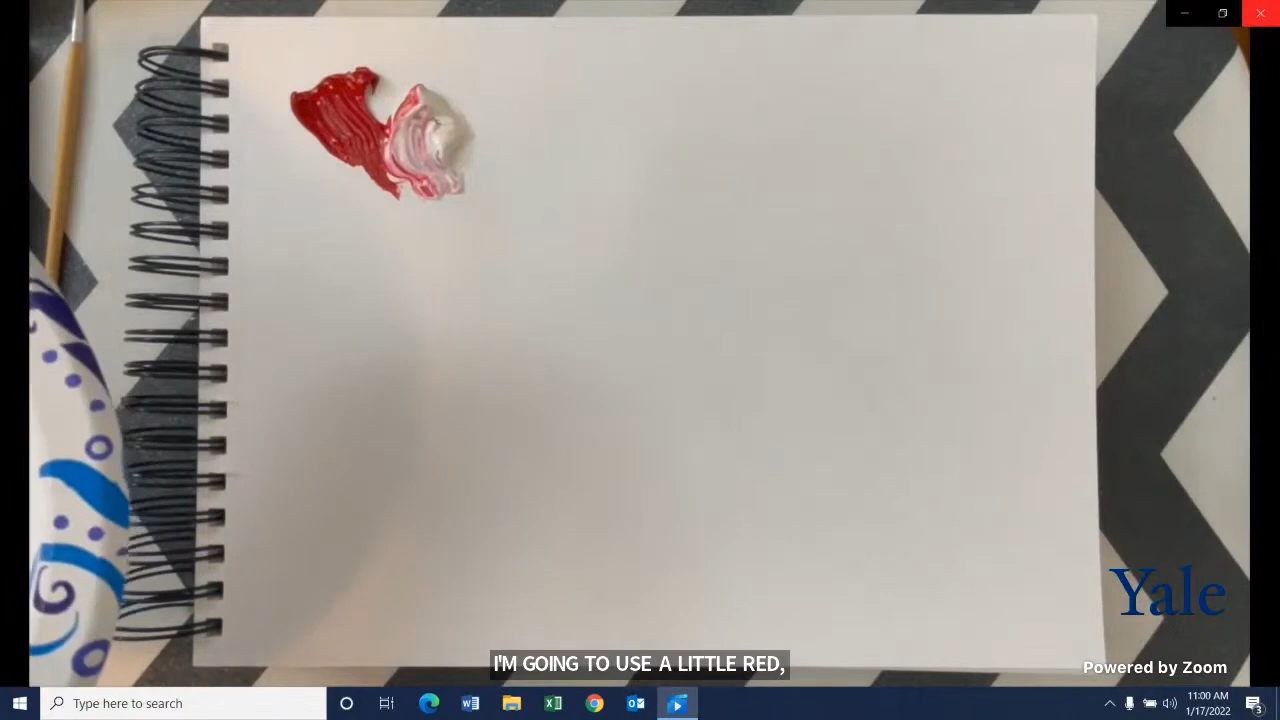 Yale
I'M GOING TO USE A LITTLE RED,
Powered by Zoom
Type here to search
11:00 AM
1/17/2022
3